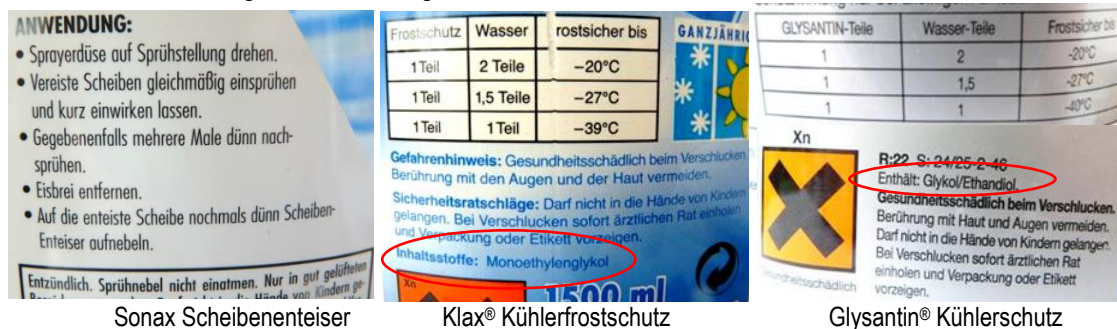 ANWENDUNG:
• Sprayerdüse auf Sprühstellung drehen.
• Vereiste Scheiben gleichmäßig einsprühen
und kurz einwirken lassen.
• Gegebenenfalls mehrere Male dünn nach-
sprühen.
• Eisbrei entfernen.
• Auf die enteiste Scheibe nochmals dünn Scheiben-
Enteiser aufnebeln.
Entzündlich. Sprühnebel nicht einatmen. Nur in gut gelüfteten
Sonax Scheibenenteiser
Frostschutz Wasser rostsicher bis
1 Teil 2 Teile –20°C
1 Teil 1,5 Teile –27°C
1 Teil 1 Teil –39°C
GANZJÄHRIG
Gefahrenhinweis: Gesundheitsschädlich beim Verschlucken.
Berührung mit den Augen und der Haut vermeiden.
Sicherheitsratschläge: Darf nicht in die Hände von Kindern
gelangen. Bei Verschlucken sofort ärztlichen Rat einholen
und Verpackung oder Etikett vorzeigen.
Inhaltsstoffe: Monoethylenglykol
Xn
1500 ml
Klax® Kühlerfrostschutz
GLYSANTIN-Teile Wasser-Teile Frostsicher bis
1 2 -20°C
1 1,5 -27°C
1 1 -40°C
Xn
R:22 S: 24/25-2-46
Enthält: Glykol/Ethandiol.
Gesundheitsschädlich beim Verschlucken.
Berührung mit Haut und Augen vermeiden.
Darf nicht in die Hände von Kindern gelangen.
Bei Verschlucken sofort ärztlichen Rat
einholen und Verpackung oder Etikett
vorzeigen.
Gesundheitsschädlich
Glysantin® Kühlerschutz